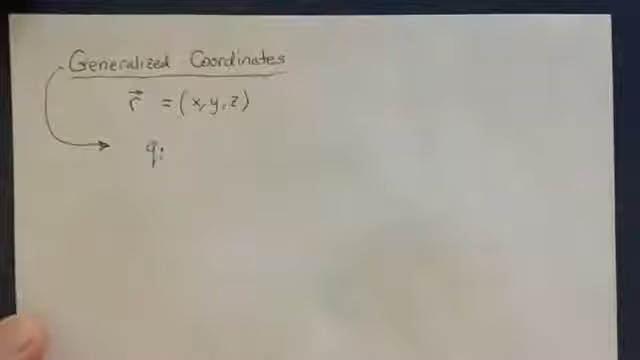 Generalized Coordinates
r⃗ = (x, y, z)
qᵢ